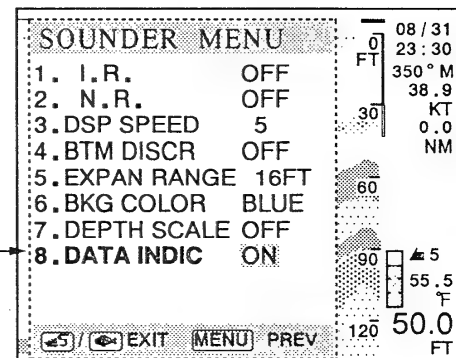 SOUNDER MENU
1. I.R. OFF
2. N.R. OFF
3.DSP SPEED 5
4.BTM DISCR OFF
5.EXPAN RANGE 16FT
6.BKG COLOR BLUE
7.DEPTH SCALE OFF
8.DATA INDIC ON
5 / EXIT MENU PREV
0
FT
30
60
90
120
08/31
23:30
350°M
38.9
KT
0.0
NM
5
55.5
°F
50.0
FT